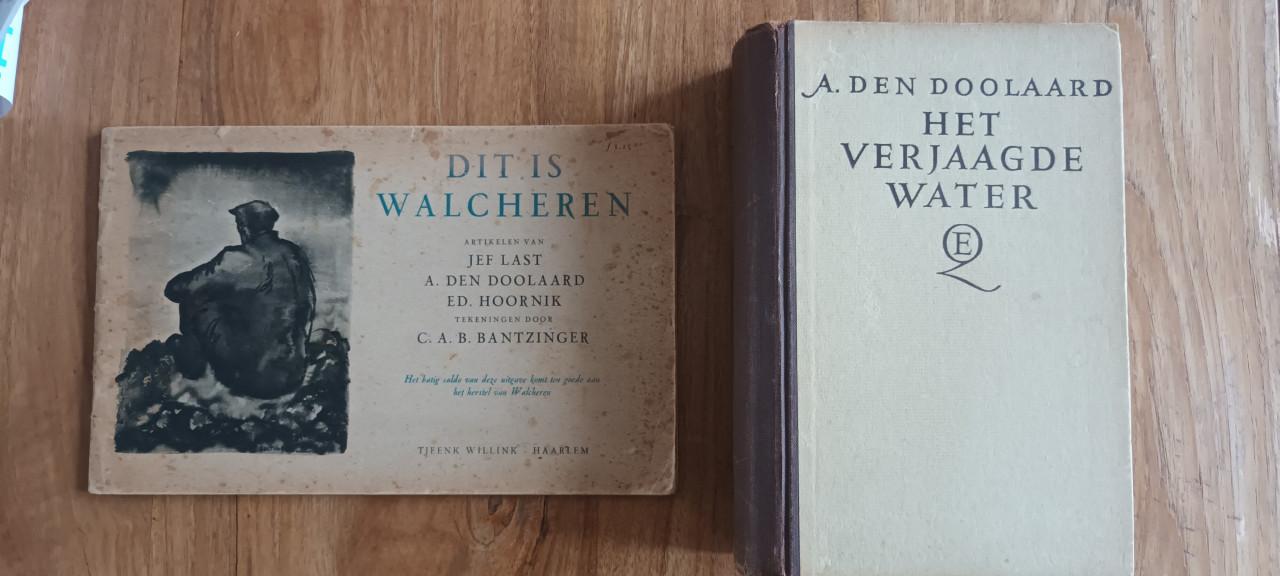 DIT IS
WALCHEREN
ARTIKELEN VAN
JEF LAST
A. DEN DOOLAARD
ED. HOORNIK
TEKENINGEN DOOR
C. A. B. BANTZINGER
Het batig saldo van deze uitgave komt ten goede aan
het herstel van Walcheren
TJEENK WILLINK - HAARLEM
A. DEN DOOLAARD
HET
VERJAAGDE
WATER